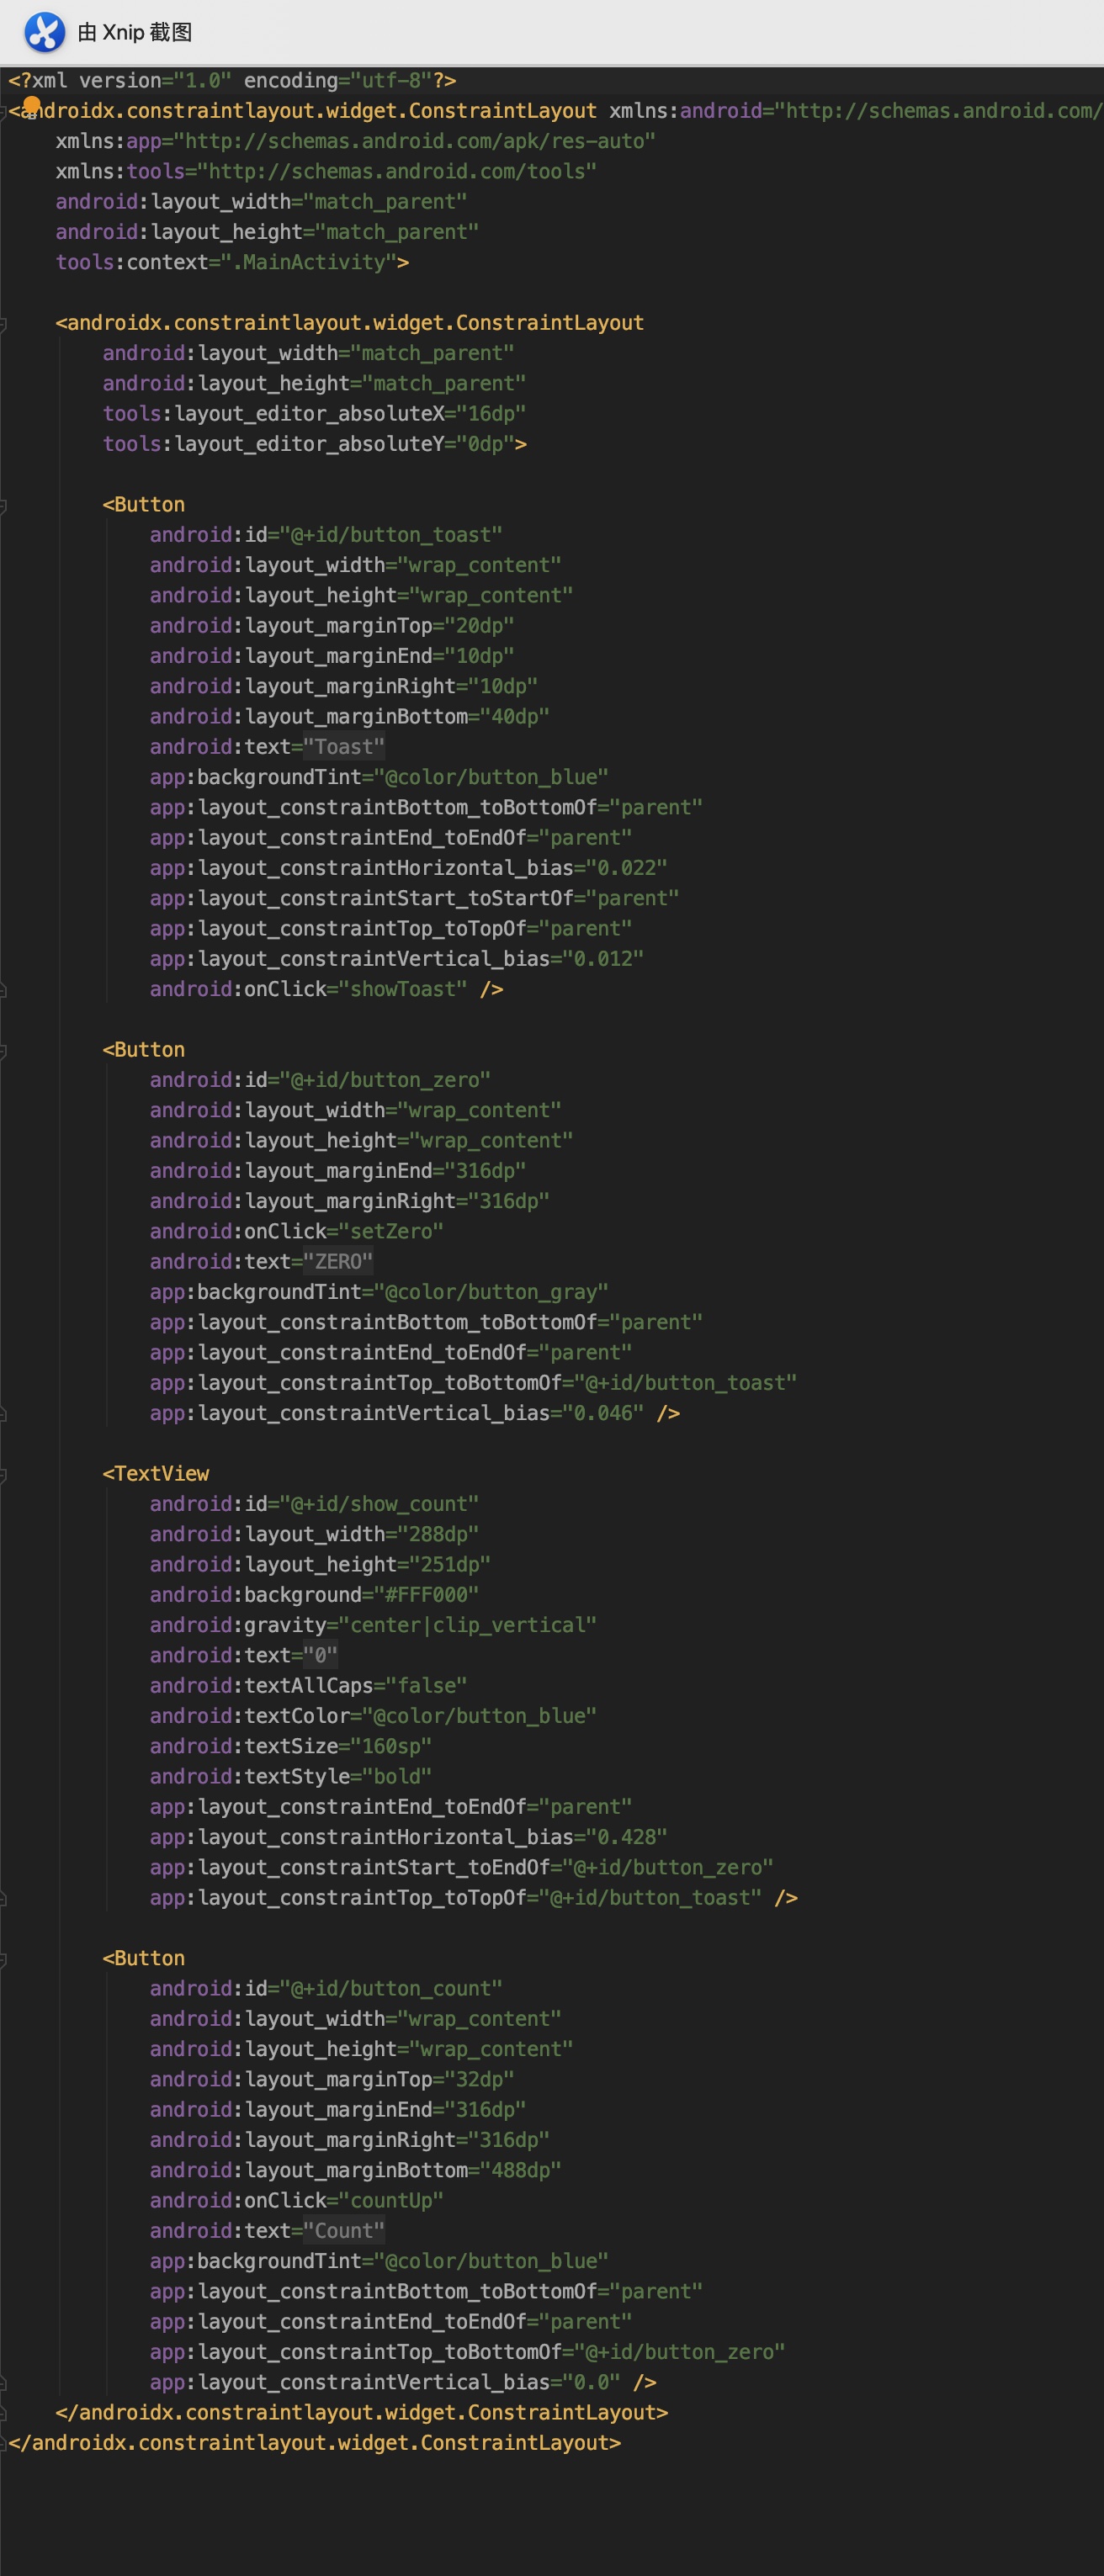 由 Xnip 截图
<?xml version="1.0" encoding="utf-8"?>
<androidx.constraintlayout.widget.ConstraintLayout xmlns:android="http://schemas.android.com/
    xmlns:app="http://schemas.android.com/apk/res-auto"
    xmlns:tools="http://schemas.android.com/tools"
    android:layout_width="match_parent"
    android:layout_height="match_parent"
    tools:context=".MainActivity">
    <androidx.constraintlayout.widget.ConstraintLayout
        android:layout_width="match_parent"
        android:layout_height="match_parent"
        tools:layout_editor_absoluteX="16dp"
        tools:layout_editor_absoluteY="0dp">
        <Button
            android:id="@+id/button_toast"
            android:layout_width="wrap_content"
            android:layout_height="wrap_content"
            android:layout_marginTop="20dp"
            android:layout_marginEnd="10dp"
            android:layout_marginRight="10dp"
            android:layout_marginBottom="40dp"
            android:text="Toast"
            app:backgroundTint="@color/button_blue"
            app:layout_constraintBottom_toBottomOf="parent"
            app:layout_constraintEnd_toEndOf="parent"
            app:layout_constraintHorizontal_bias="0.022"
            app:layout_constraintStart_toStartOf="parent"
            app:layout_constraintTop_toTopOf="parent"
            app:layout_constraintVertical_bias="0.012"
            android:onClick="showToast" />
        <Button
            android:id="@+id/button_zero"
            android:layout_width="wrap_content"
            android:layout_height="wrap_content"
            android:layout_marginEnd="316dp"
            android:layout_marginRight="316dp"
            android:onClick="setZero"
            android:text="ZERO"
            app:backgroundTint="@color/button_gray"
            app:layout_constraintBottom_toBottomOf="parent"
            app:layout_constraintEnd_toEndOf="parent"
            app:layout_constraintTop_toBottomOf="@+id/button_toast"
            app:layout_constraintVertical_bias="0.046" />
        <TextView
            android:id="@+id/show_count"
            android:layout_width="288dp"
            android:layout_height="251dp"
            android:background="#FFF000"
            android:gravity="center|clip_vertical"
            android:text="0"
            android:textAllCaps="false"
            android:textColor="@color/button_blue"
            android:textSize="160sp"
            android:textStyle="bold"
            app:layout_constraintEnd_toEndOf="parent"
            app:layout_constraintHorizontal_bias="0.428"
            app:layout_constraintStart_toEndOf="@+id/button_zero"
            app:layout_constraintTop_toTopOf="@+id/button_toast" />
        <Button
            android:id="@+id/button_count"
            android:layout_width="wrap_content"
            android:layout_height="wrap_content"
            android:layout_marginTop="32dp"
            android:layout_marginEnd="316dp"
            android:layout_marginRight="316dp"
            android:layout_marginBottom="488dp"
            android:onClick="countUp"
            android:text="Count"
            app:backgroundTint="@color/button_blue"
            app:layout_constraintBottom_toBottomOf="parent"
            app:layout_constraintEnd_toEndOf="parent"
            app:layout_constraintTop_toBottomOf="@+id/button_zero"
            app:layout_constraintVertical_bias="0.0" />
    </androidx.constraintlayout.widget.ConstraintLayout>
</androidx.constraintlayout.widget.ConstraintLayout>